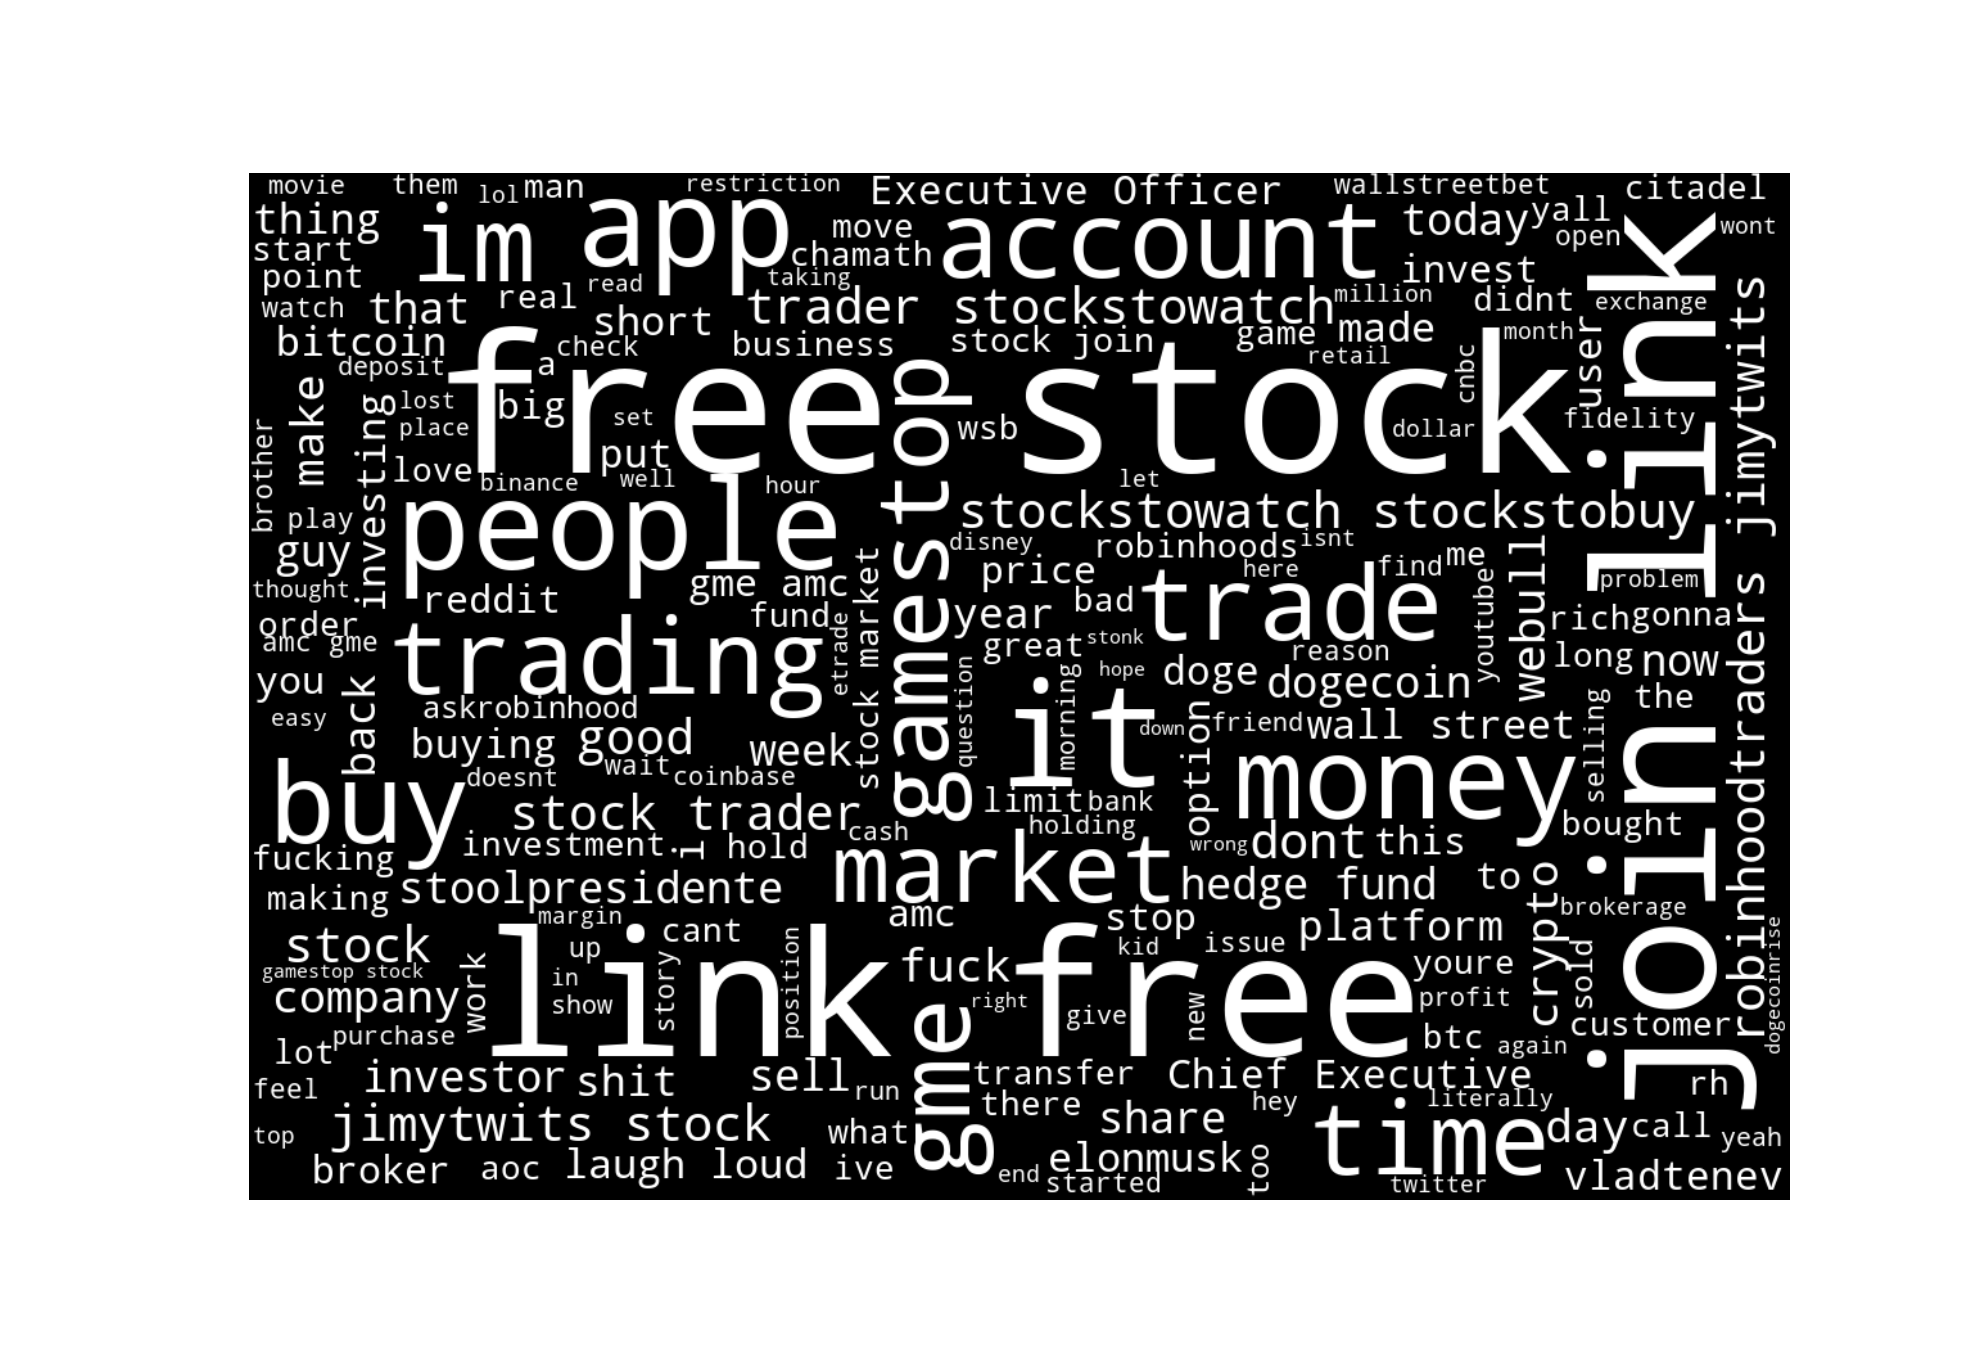 movie
them
lol
man
restriction
Executive Officer
wallstreetbet
citadel
thing
im
app
move
account
today
yall
wont
start
chamath
open
point
read
taking
invest
watch
that
real
short
trader stockstowatch
million
didnt
exchange
bitcoin
check
business
stock join
game
made
month
deposit
a
retail
user
join link
robinhoodtraders jimytwits
free stock
cnbc
make
investing
lost
big
set
gamestop
wsb
dollar
fidelity
place
brother
love
put
binance
well
hour
let
play
people
stockstowatch stockstobuy
guy
disney
robinhoods
isnt
me
thought
reddit
gme amc
stock market
price
here
trade
find
youtube
webull
problem
order
fund
year
bad
rich
gonna
amc gme
trading
etrade
great
stonk
reason
long
now
you
back
question
morning
hope
doge
dogecoin
the
easy
askrobinhood
buying
good
week
it
down
option
friend
wall street
selling
buy
doesnt
wait
coinbase
money
stock trader
limit
bank
cash
holding
bought
fucking
investment
i
hold
market
wrong
dont
this
making
stoolpresidente
hedge fund
to
crypto
margin
amc
stop
brokerage
stock
up
cant
link free
fuck
kid
issue
platform
youre
sold
gamestop stock
work
in
story
position
company
show
gme
right
give
new
profit
customer
dogecoinrise
purchase
btc
again
lot
feel
investor
shit
sell
run
transfer
Chief Executive
rh
there
share
hey
literally
top
jimytwits stock
what
time
day
call
yeah
broker
aoc
laugh loud
ive
end
elonmusk
started
too
twitter
vladtenev